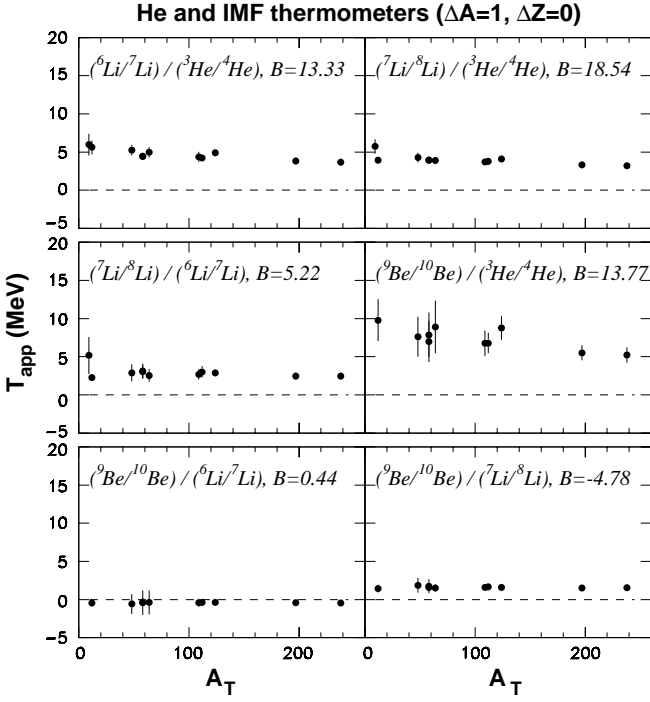 He and IMF thermometers (ΔA=1, ΔZ=0)
(⁶Li/⁷Li) / (³He/⁴He), B=13.33
(⁷Li/⁸Li) / (³He/⁴He), B=18.54
20
15
10
5
0
−5
(⁷Li/⁸Li) / (⁶Li/⁷Li), B=5.22
(⁹Be/¹⁰Be) / (³He/⁴He), B=13.77
20
15
10
5
0
−5
T_app (MeV)
(⁹Be/¹⁰Be) / (⁶Li/⁷Li), B=0.44
(⁹Be/¹⁰Be) / (⁷Li/⁸Li), B=-4.78
20
15
10
5
0
−5
0 100 200 0 100 200
A_T A_T